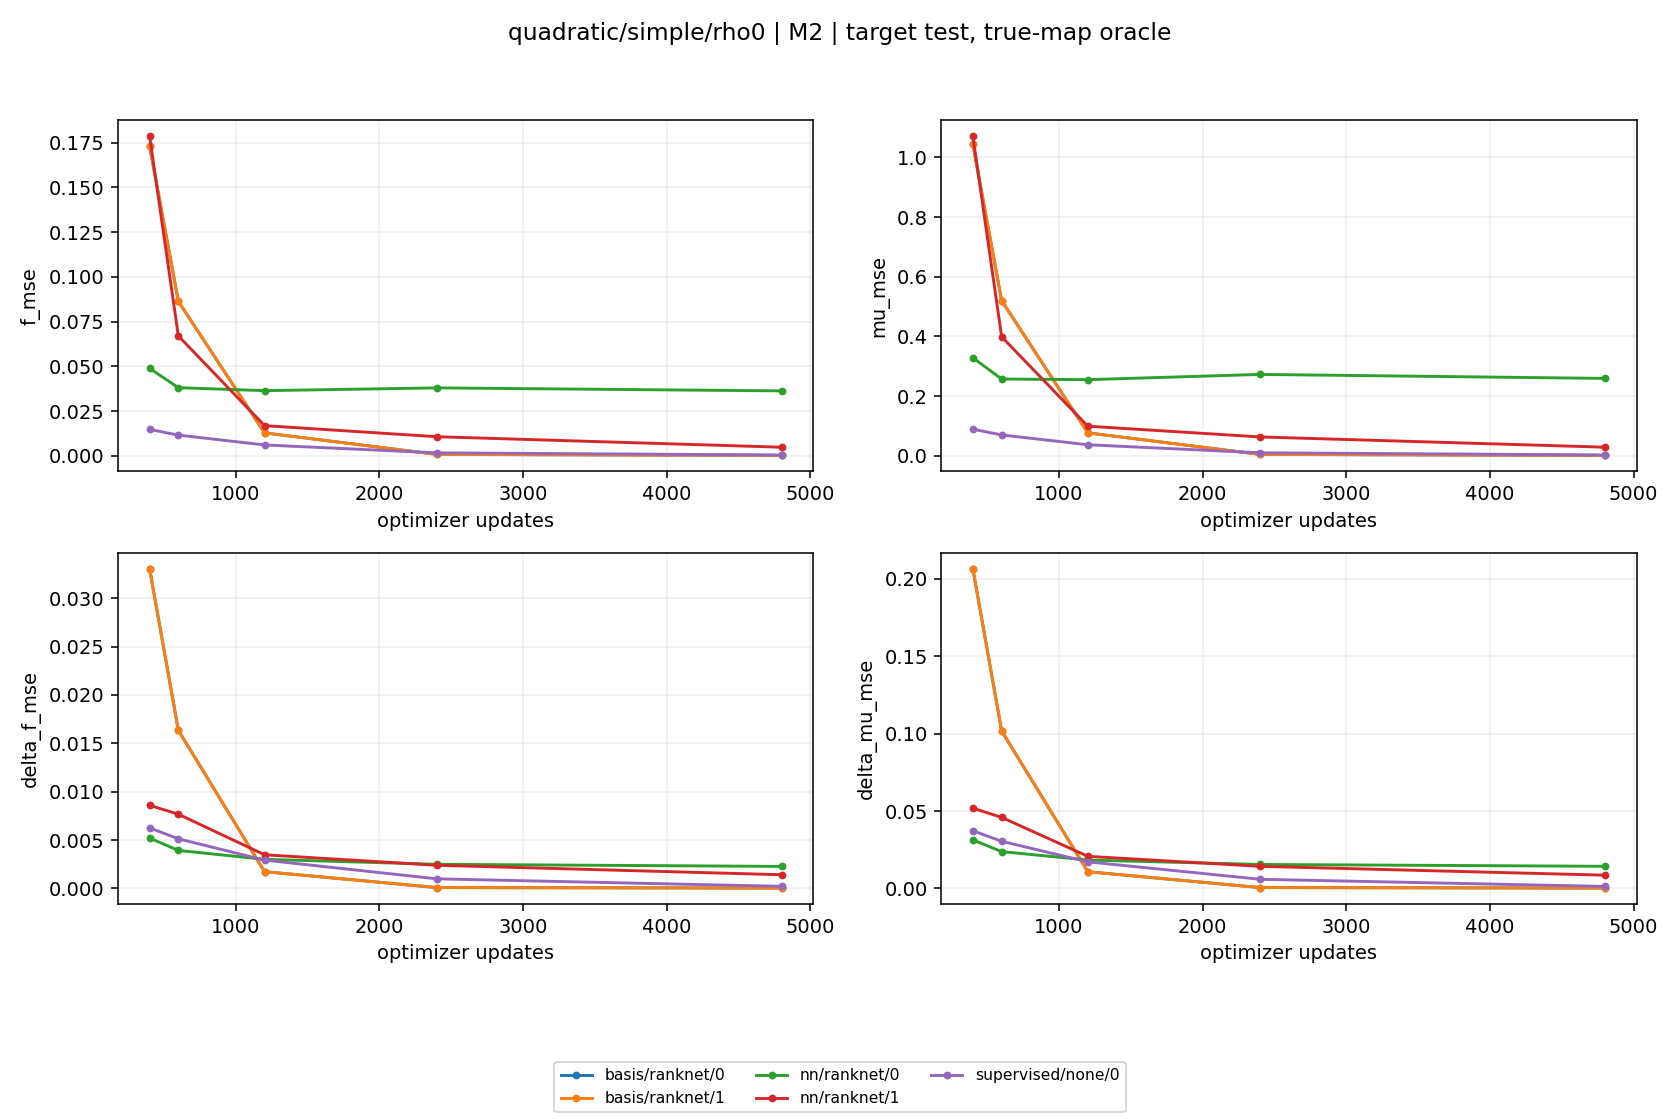 quadratic/simple/rho0 | M2 | target test, true-map oracle
0.175
0.150
0.125
0.100
0.075
0.050
0.025
0.000
f_mse
1000 2000 3000 4000 5000
optimizer updates
1.0
0.8
0.6
0.4
0.2
0.0
mu_mse
1000 2000 3000 4000 5000
optimizer updates
0.030
0.025
0.020
0.015
0.010
0.005
0.000
delta_f_mse
1000 2000 3000 4000 5000
optimizer updates
0.20
0.15
0.10
0.05
0.00
delta_mu_mse
1000 2000 3000 4000 5000
optimizer updates
basis/ranknet/0 nn/ranknet/0 supervised/none/0
basis/ranknet/1 nn/ranknet/1